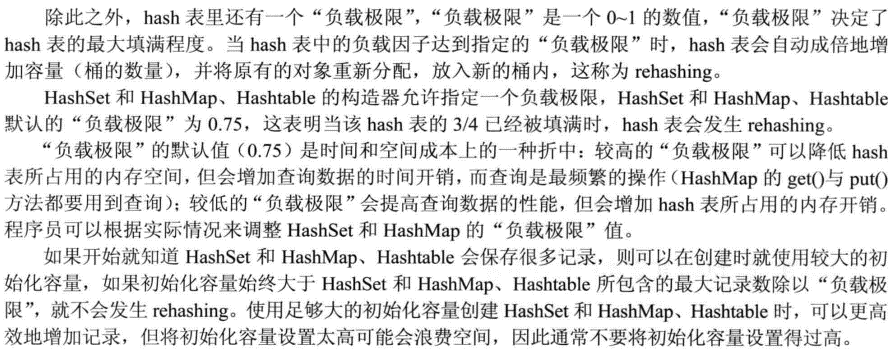 除此之外，hash 表里还有一个“负载极限”，“负载极限”是一个 0~1 的数值，“负载极限”决定了
hash 表的最大填满程度。当 hash 表中的负载因子达到指定的“负载极限”时，hash 表会自动成倍地增
加容量（桶的数量），并将原有的对象重新分配，放入新的桶内，这称为 rehashing。
HashSet 和 HashMap、Hashtable 的构造器允许指定一个负载极限，HashSet 和 HashMap、Hashtable
默认的“负载极限”为 0.75，这表明当该 hash 表的 3/4 已经被填满时，hash 表会发生 rehashing。
“负载极限”的默认值（0.75）是时间和空间成本上的一种折中：较高的“负载极限”可以降低 hash
表所占用的内存空间，但会增加查询数据的时间开销，而查询是最频繁的操作（HashMap 的 get()与 put()
方法都要用到查询）；较低的“负载极限”会提高查询数据的性能，但会增加 hash 表所占用的内存开销。
程序员可以根据实际情况来调整 HashSet 和 HashMap 的“负载极限”值。
如果开始就知道 HashSet 和 HashMap、Hashtable 会保存很多记录，则可以在创建时就使用较大的初
始化容量，如果初始化容量始终大于 HashSet 和 HashMap、Hashtable 所包含的最大记录数除以“负载极
限”，就不会发生 rehashing。使用足够大的初始化容量创建 HashSet 和 HashMap、Hashtable 时，可以更高
效地增加记录，但将初始化容量设置太高可能会浪费空间，因此通常不要将初始化容量设置得过高。